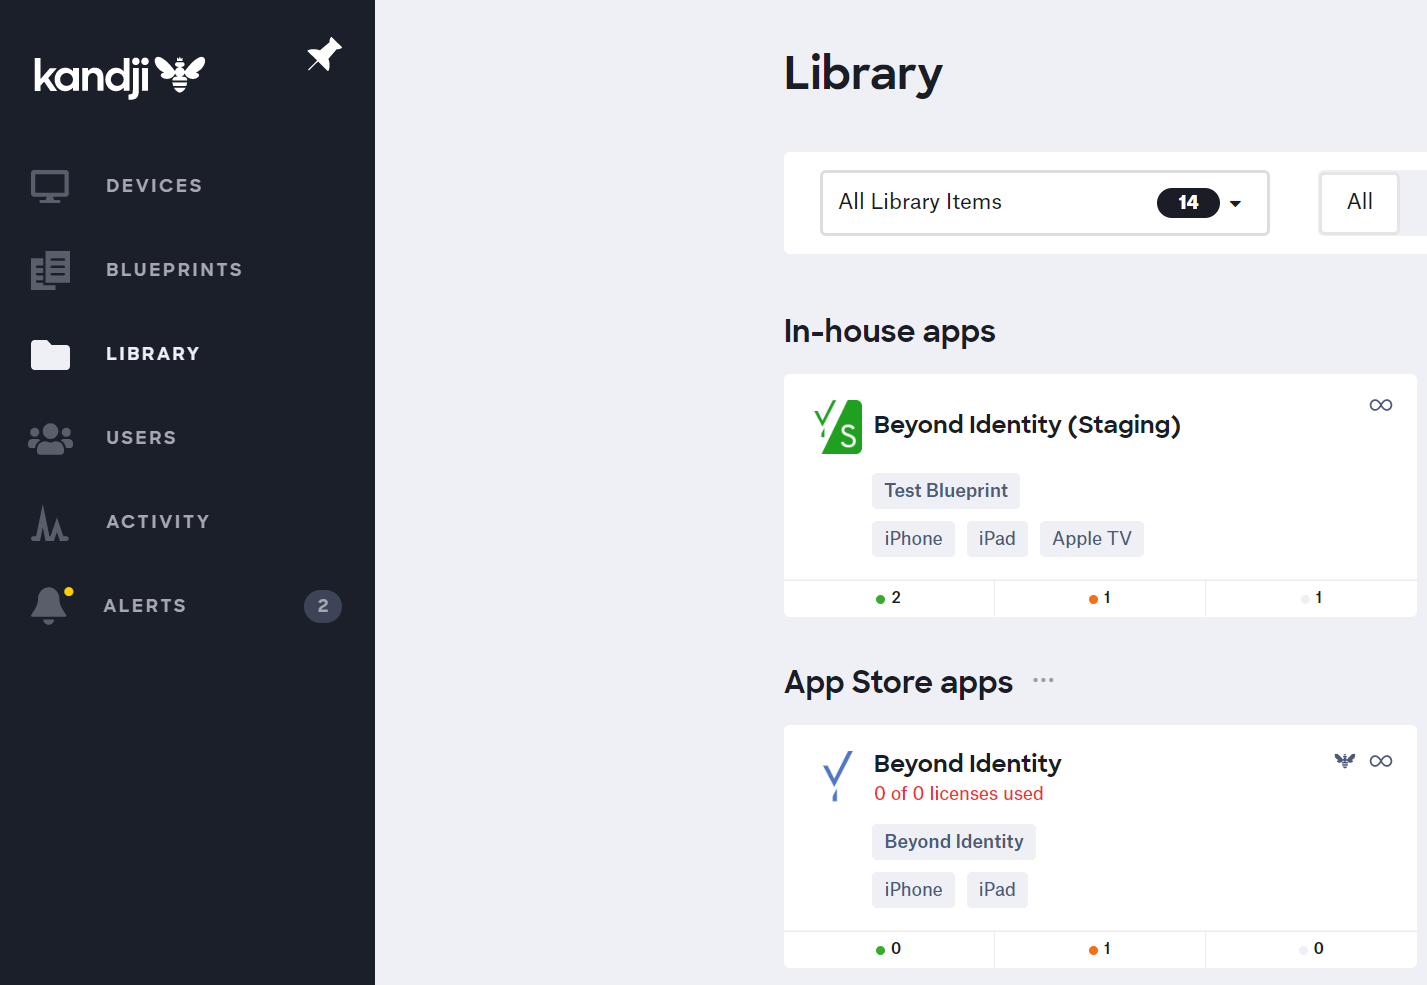 kandji
DEVICES
BLUEPRINTS
LIBRARY
USERS
ACTIVITY
ALERTS 2
Library
All Library Items 14
All
In-house apps
S
Beyond Identity (Staging)
Test Blueprint
iPhone iPad Apple TV
2 1 1
App Store apps ...
Beyond Identity
0 of 0 licenses used
Beyond Identity
iPhone iPad
0 1 0